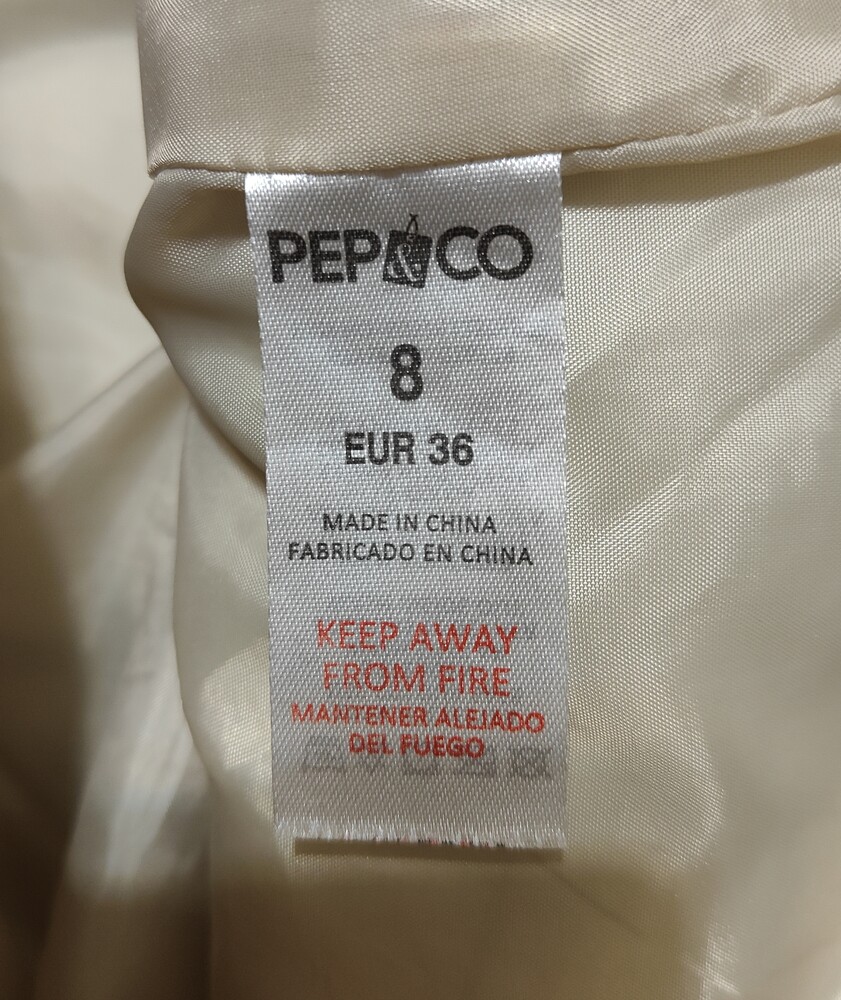 PEP&CO
8
EUR 36
MADE IN CHINA
FABRICADO EN CHINA
KEEP AWAY
FROM FIRE
MANTENER ALEJADO
DEL FUEGO